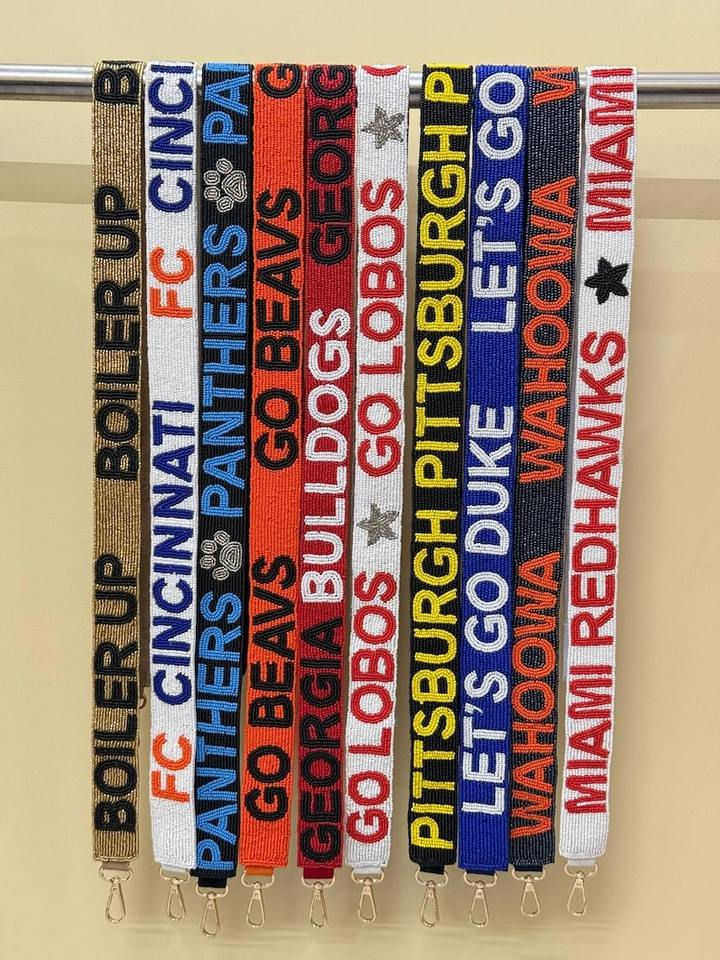 BOILER UP BOILER UP B
FC CINCINNATI FC CINCI
PANTHERS PANTHERS PA
GO BEAVS GO BEAVS G
GEORGIA BULLDOGS GEORG
GO LOBOS GO LOBOS
PITTSBURGH PITTSBURGH P
LET'S GO DUKE LET'S GO
WAHOOWA WAHOOWA W
MIAMI REDHAWKS MIAMI